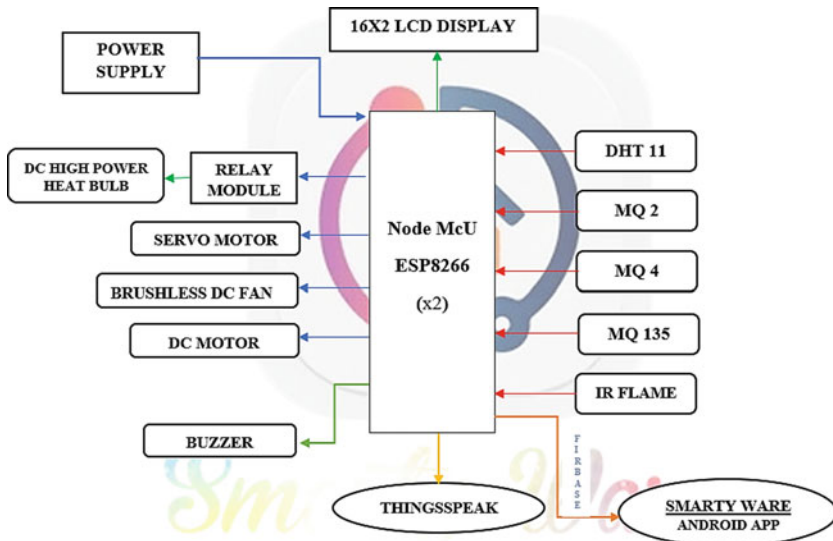 16X2 LCD DISPLAY
POWER
SUPPLY
DC HIGH POWER
HEAT BULB
RELAY
MODULE
SERVO MOTOR
BRUSHLESS DC FAN
DC MOTOR
BUZZER
Node McU
ESP8266
(x2)
DHT 11
MQ 2
MQ 4
MQ 135
IR FLAME
FIRBASE
THINGSSPEAK
SMARTY WARE
ANDROID APP